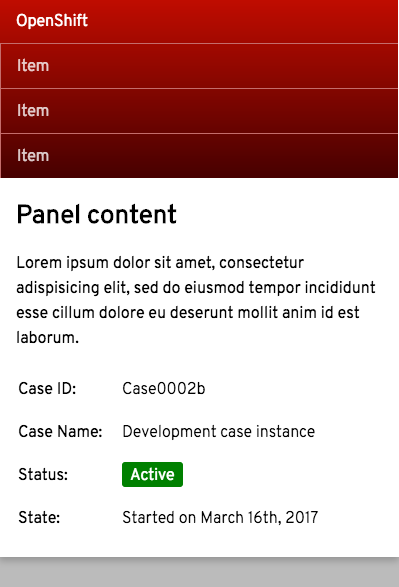 OpenShift
Item
Item
Item
Panel content
Lorem ipsum dolor sit amet, consectetur
adispisicing elit, sed do eiusmod tempor incididunt
esse cillum dolore eu deserunt mollit anim id est
laborum.
Case ID: Case0002b
Case Name: Development case instance
Status: Active
State: Started on March 16th, 2017